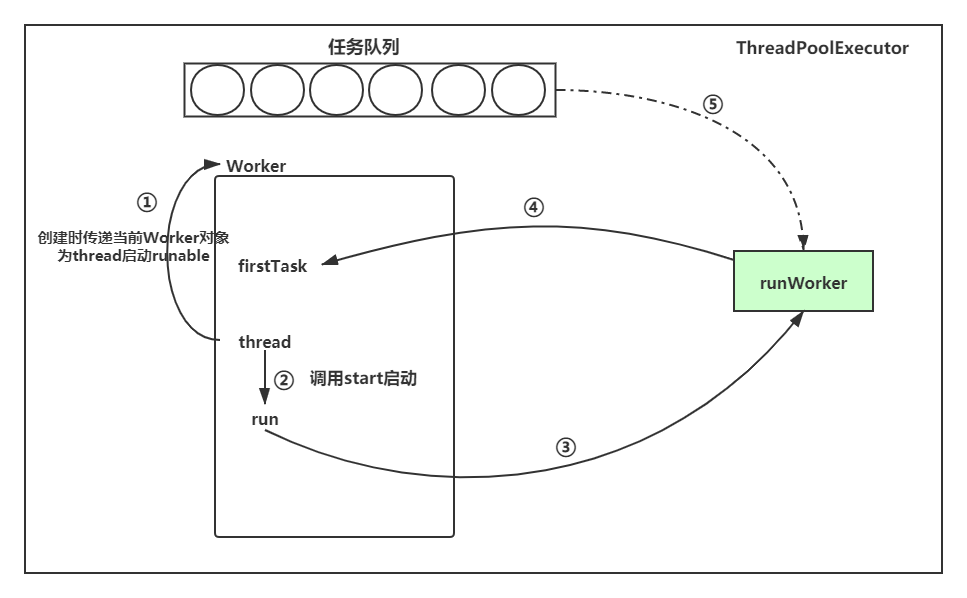 任务队列
ThreadPoolExecutor
⑤
Worker
①
④
创建时传递当前Worker对象
为thread启动runable
firstTask
runWorker
thread
② 调用start启动
run
③